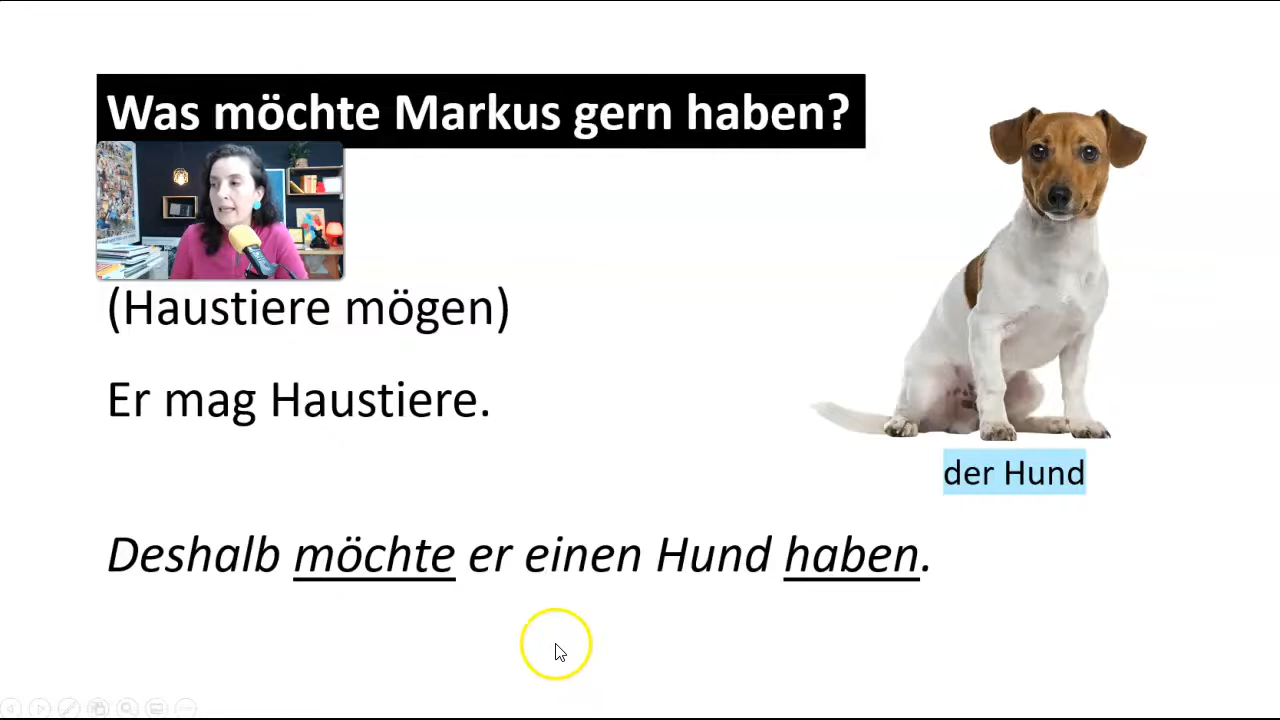 Was möchte Markus gern haben?
(Haustiere mögen)
Er mag Haustiere.
der Hund
Deshalb möchte er einen Hund haben.